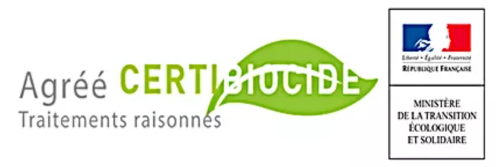 Agréé CERTIBIOCIDE
Traitements raisonnés
Liberté • Égalité • Fraternité
RÉPUBLIQUE FRANÇAISE
MINISTÈRE
DE LA TRANSITION
ÉCOLOGIQUE
ET SOLIDAIRE